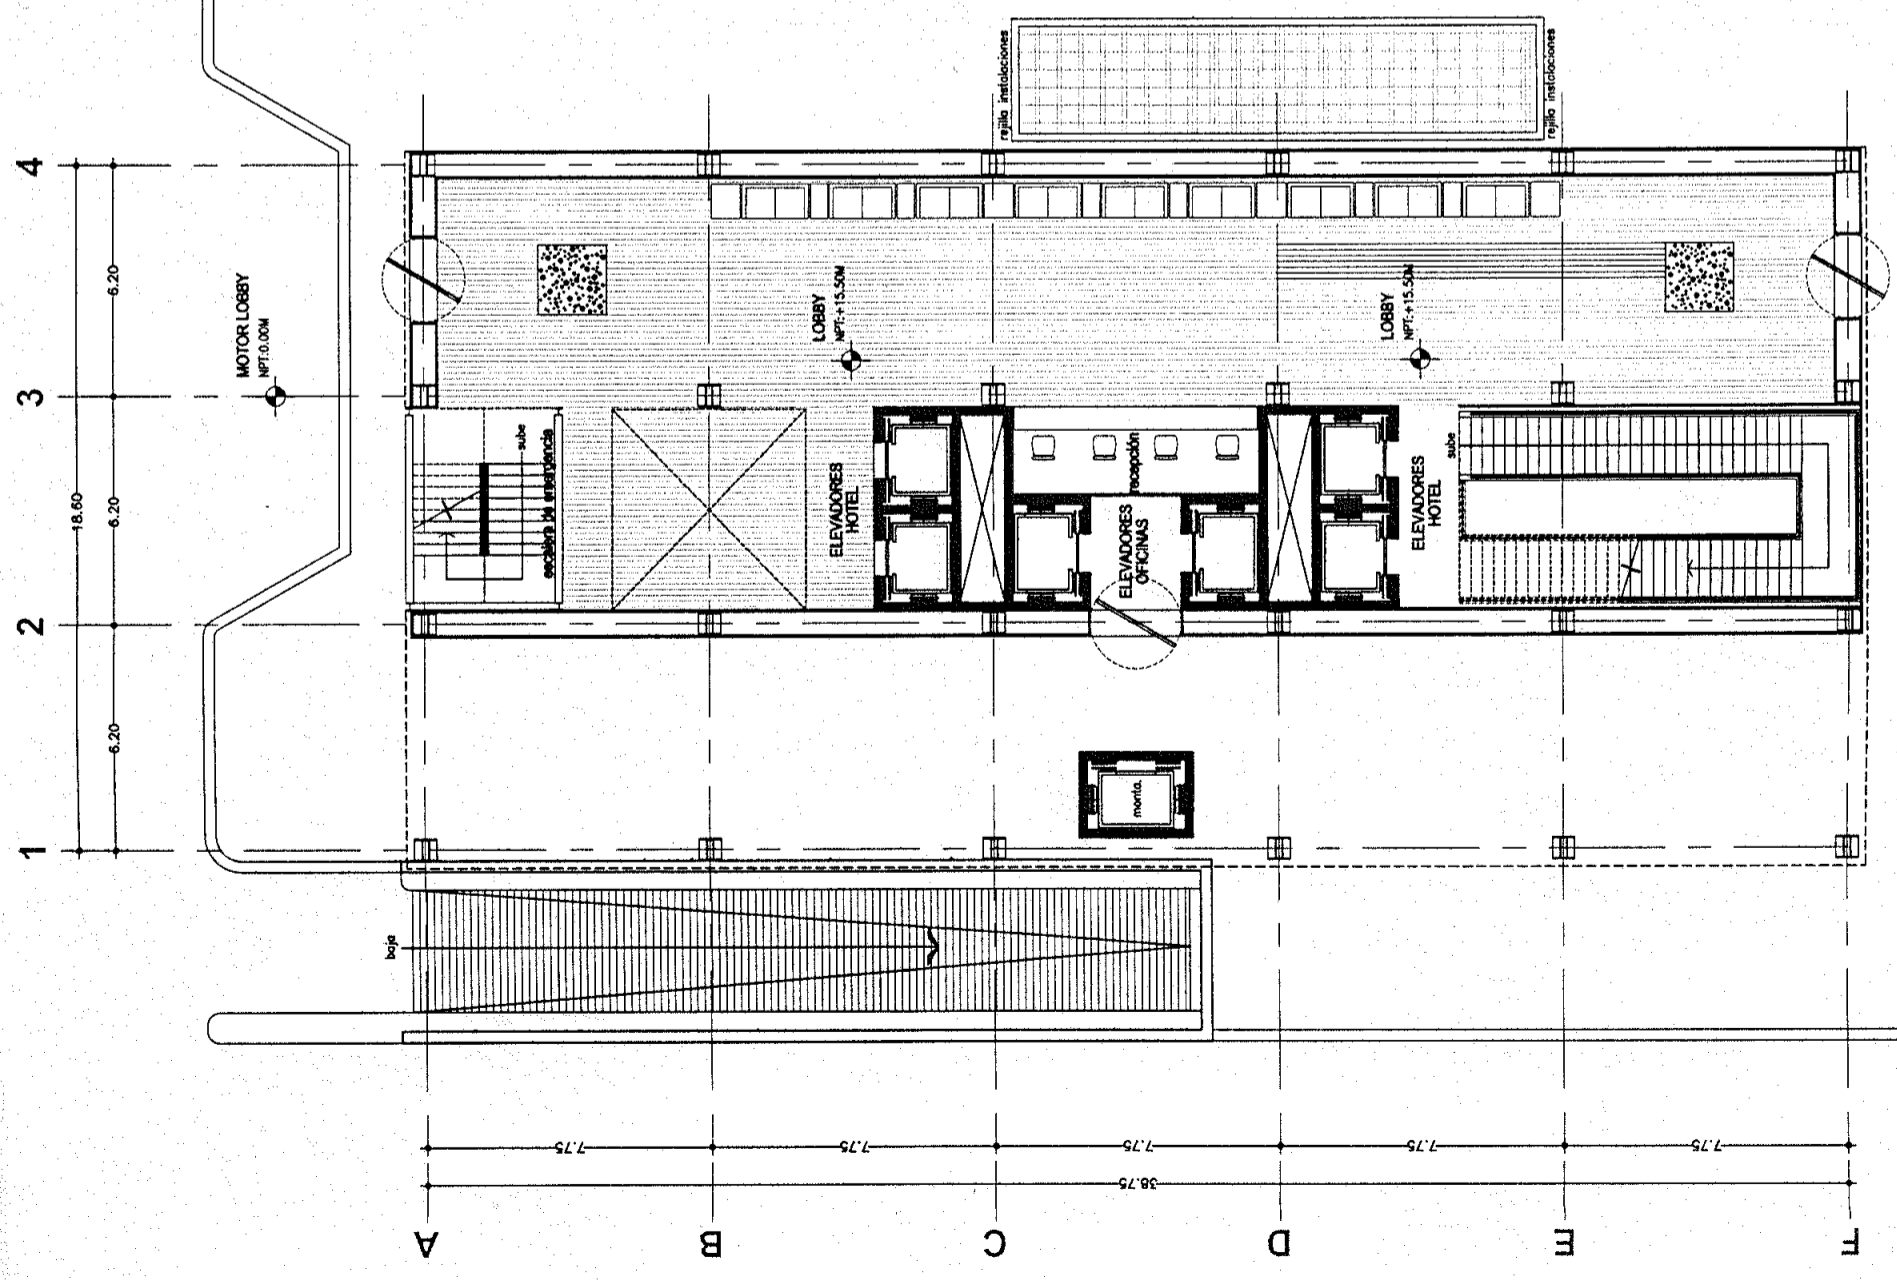 4
3
2
1
18.60
6.20
6.20
6.20
MOTOR LOBBY
NPT:0.00M
rejilla instalaciones
rejilla instalaciones
LOBBY
NPT:+15.50M
LOBBY
NPT:+15.50M
sube
escalera de emergencia
ELEVADORES
HOTEL
recepción
ELEVADORES
OFICINAS
ELEVADORES
HOTEL
sube
monta.
baja
7.75
7.75
7.75
7.75
7.75
38.75
A
B
C
D
E
F